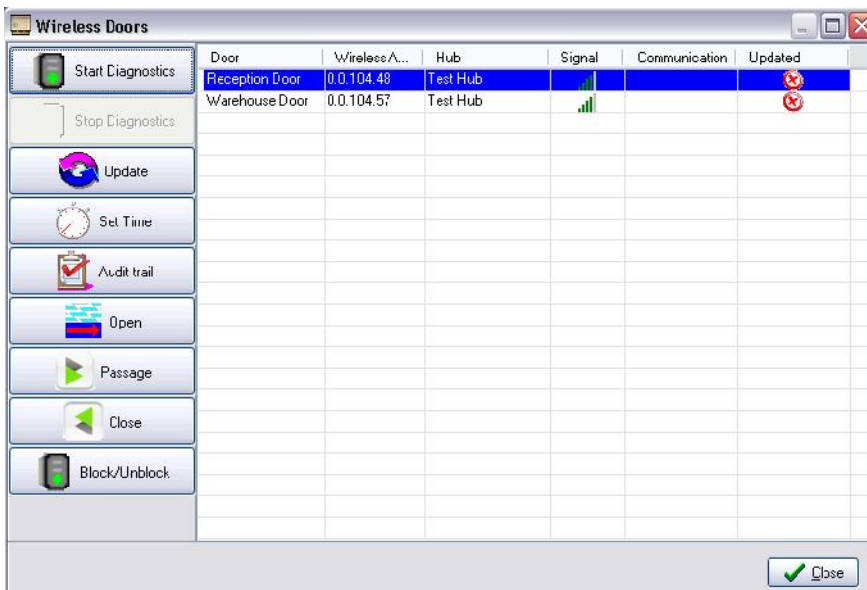 Wireless Doors
Start Diagnostics
Stop Diagnostics
Update
Set Time
Audit trail
Open
Passage
Close
Block/Unblock
Door Wireless A... Hub Signal Communication Updated
Reception Door 0.0.104.48 Test Hub
Warehouse Door 0.0.104.57 Test Hub
Close